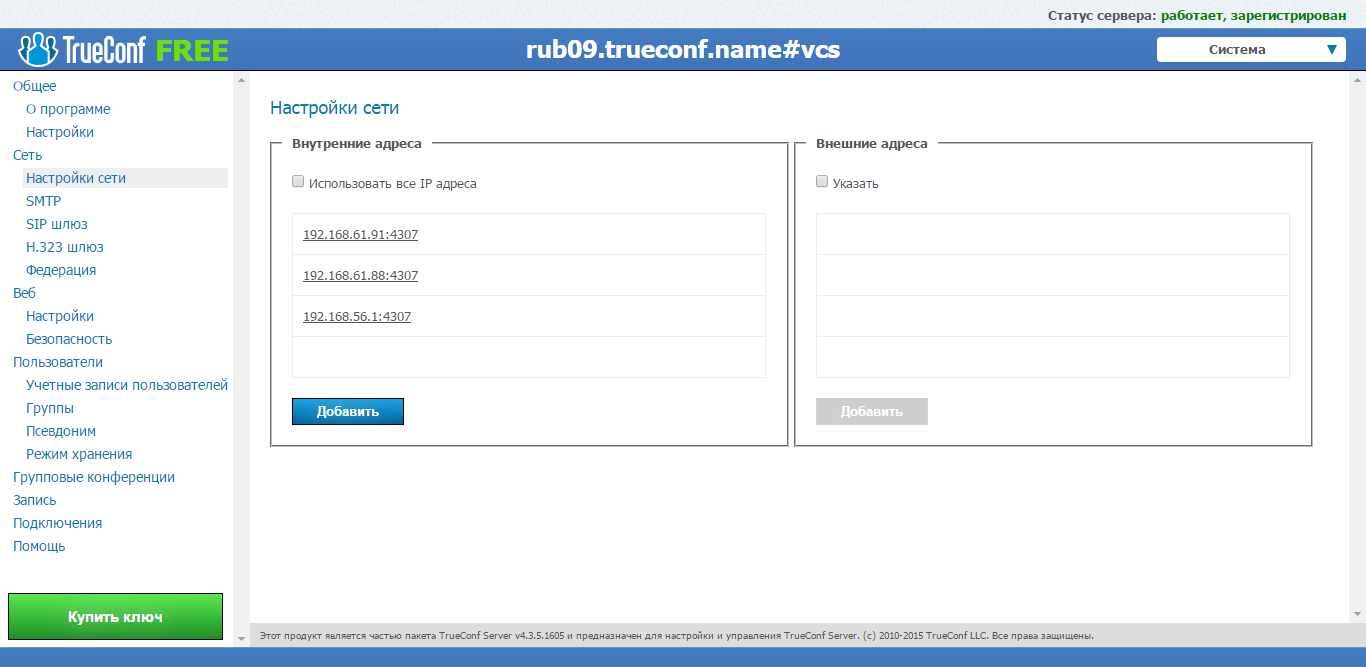 Статус сервера: работает, зарегистрирован
TrueConf FREE
rub09.trueconf.name#vcs
Система
Общее
О программе
Настройки
Сеть
Настройки сети
SMTP
SIP шлюз
H.323 шлюз
Федерация
Веб
Настройки
Безопасность
Пользователи
Учетные записи пользователей
Группы
Псевдоним
Режим хранения
Групповые конференции
Запись
Подключения
Помощь
Купить ключ
Настройки сети
Внутренние адреса
Использовать все IP адреса
192.168.61.91:4307
192.168.61.88:4307
192.168.56.1:4307
Добавить
Внешние адреса
Указать
Добавить
Этот продукт является частью пакета TrueConf Server v4.3.5.1605 и предназначен для настройки и управления TrueConf Server. (c) 2010-2015 TrueConf LLC. Все права защищены.